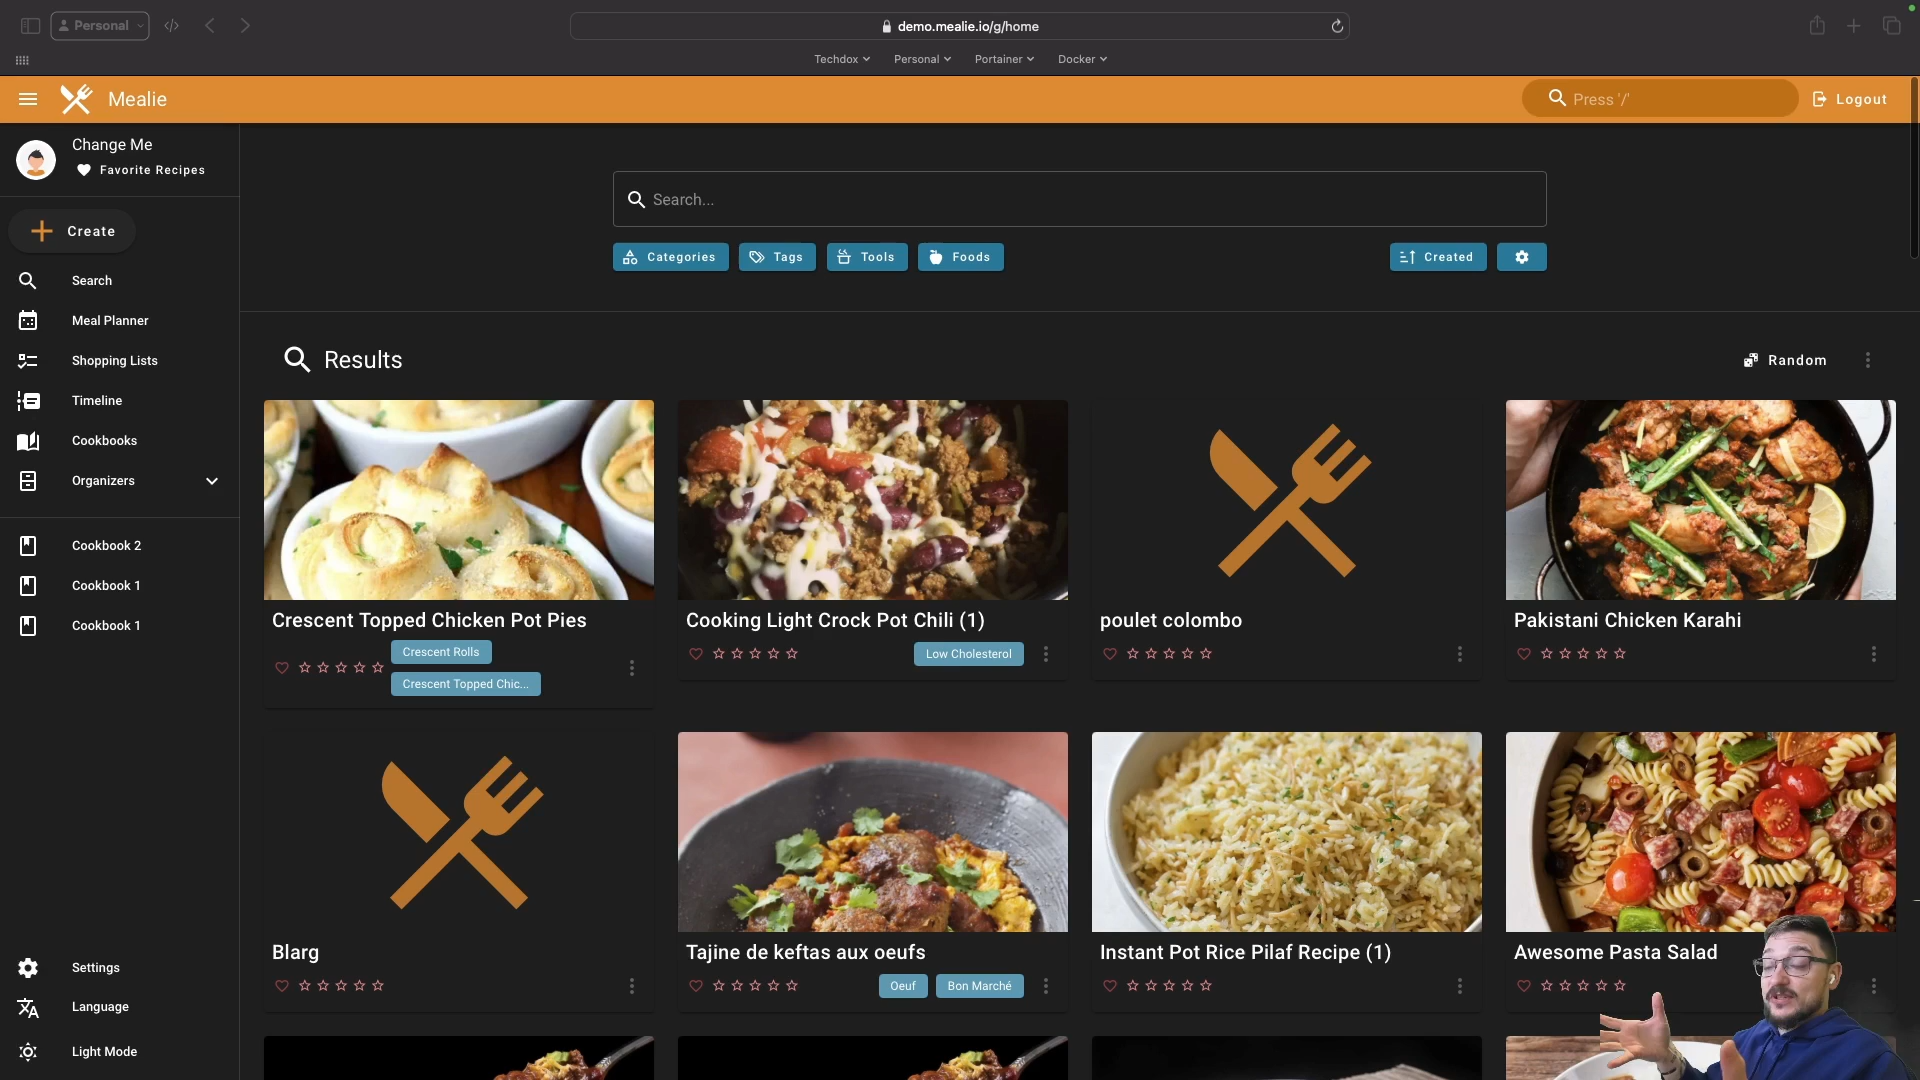 Personal
demo.mealie.io/g/home
Techdox
Personal
Portainer
Docker
Mealie
Press '/'
Logout
Change Me
Favorite Recipes
Create
Search
Meal Planner
Shopping Lists
Timeline
Cookbooks
Organizers
Cookbook 2
Cookbook 1
Cookbook 1
Settings
Language
Light Mode
Search...
Categories
Tags
Tools
Foods
Created
Results
Random
Crescent Topped Chicken Pot Pies
Crescent Rolls
Crescent Topped Chic...
Cooking Light Crock Pot Chili (1)
Low Cholesterol
poulet colombo
Pakistani Chicken Karahi
Blarg
Tajine de keftas aux oeufs
Oeuf
Bon Marché
Instant Pot Rice Pilaf Recipe (1)
Awesome Pasta Salad